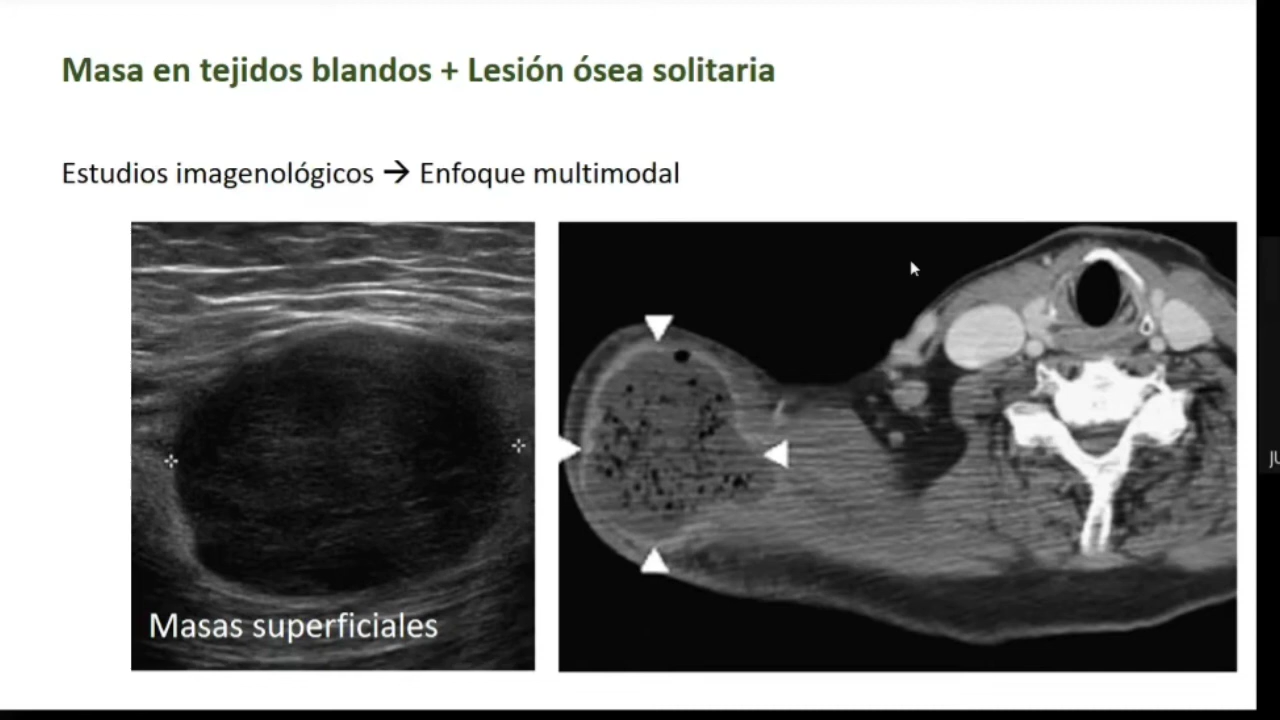 Masa en tejidos blandos + Lesión ósea solitaria
Estudios imagenológicos → Enfoque multimodal
Masas superficiales